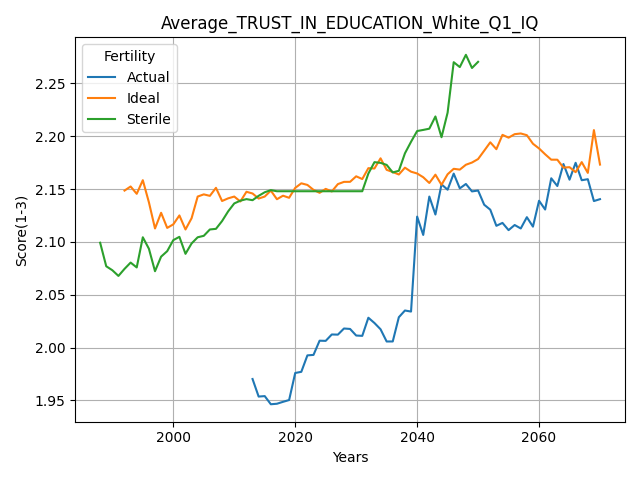 Average_TRUST_IN_EDUCATION_White_Q1_IQ
Fertility
Actual
Ideal
Sterile
Score(1-3)
2.25
2.20
2.15
2.10
2.05
2.00
1.95
2000
2020
2040
2060
Years